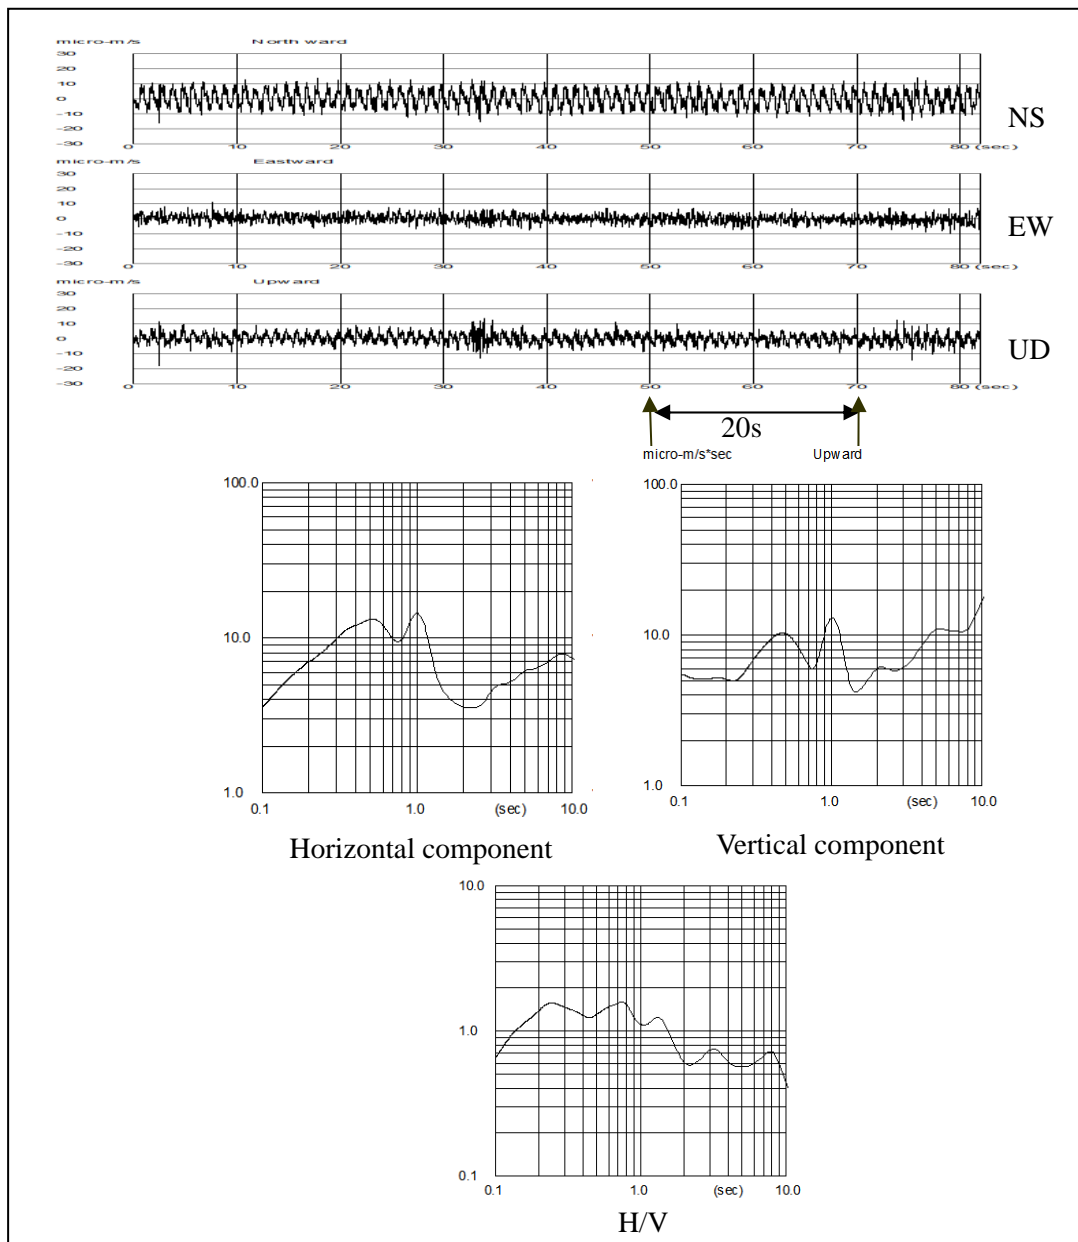 micro-m/s North ward
30
20
10
0
-10
-20
-30
0 10 20 30 40 50 60 70 80 (sec)
NS
micro-m/s Eastward
30
20
10
0
-10
-20
-30
0 10 20 30 40 50 60 70 80 (sec)
EW
micro-m/s Upward
30
20
10
0
-10
-20
-30
0 10 20 30 40 50 60 70 80 (sec)
UD
20s
micro-m/s*sec Upward
100.0
10.0
1.0
0.1 1.0 (sec) 10.0
Horizontal component
100.0
10.0
1.0
0.1 1.0 (sec) 10.0
Vertical component
10.0
1.0
0.1
0.1 1.0 (sec) 10.0
H/V